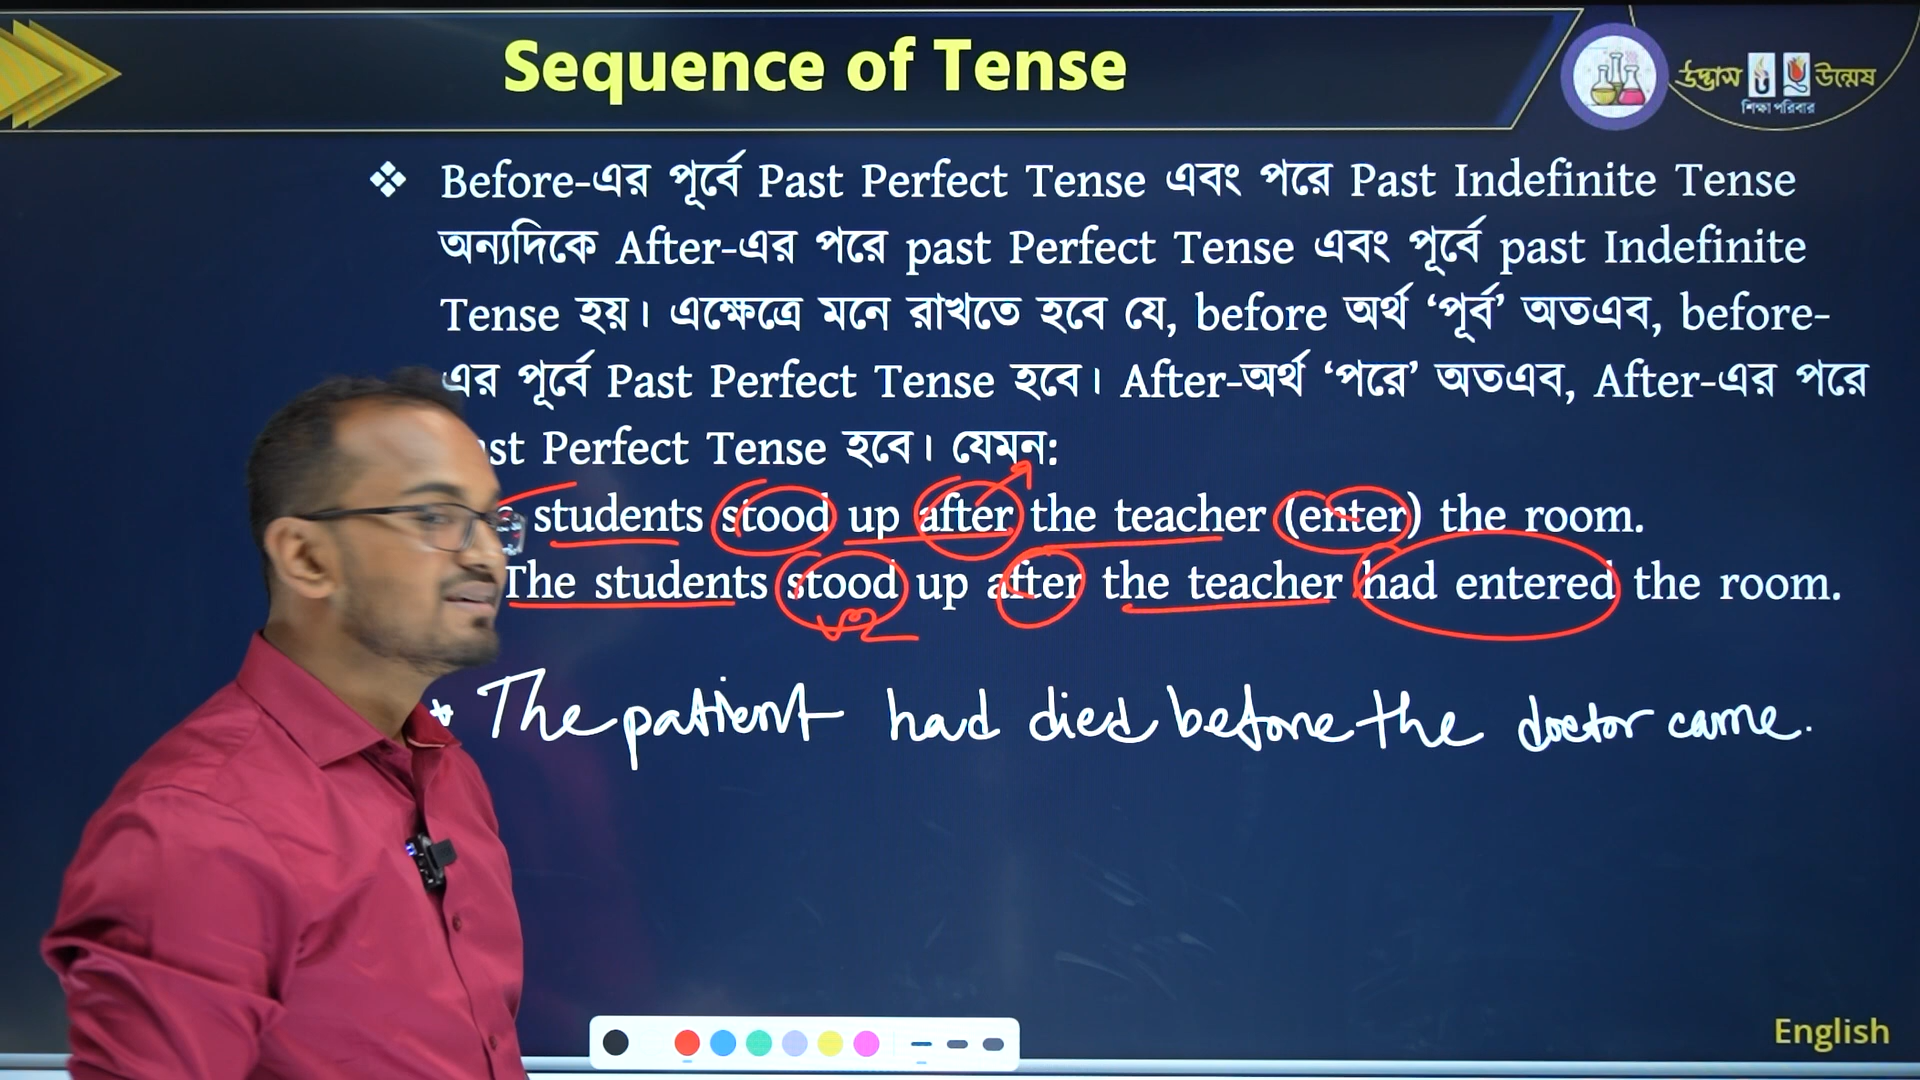 Sequence of Tense
উদ্ভাস উন্মেষ
শিক্ষা পরিবার
❖ Before-এর পূর্বে Past Perfect Tense এবং পরে Past Indefinite Tense
অন্যদিকে After-এর পরে past Perfect Tense এবং পূর্বে past Indefinite
Tense হয়। এক্ষেত্রে মনে রাখতে হবে যে, before অর্থ ‘পূর্ব’ অতএব, before-
এর পূর্বে Past Perfect Tense হবে। After-অর্থ ‘পরে’ অতএব, After-এর পরে
Perfect Tense হবে। যেমন:
students stood up after the teacher (enter) the room.
The students stood up after the teacher had entered the room.
The patient had died before the doctor came.
English